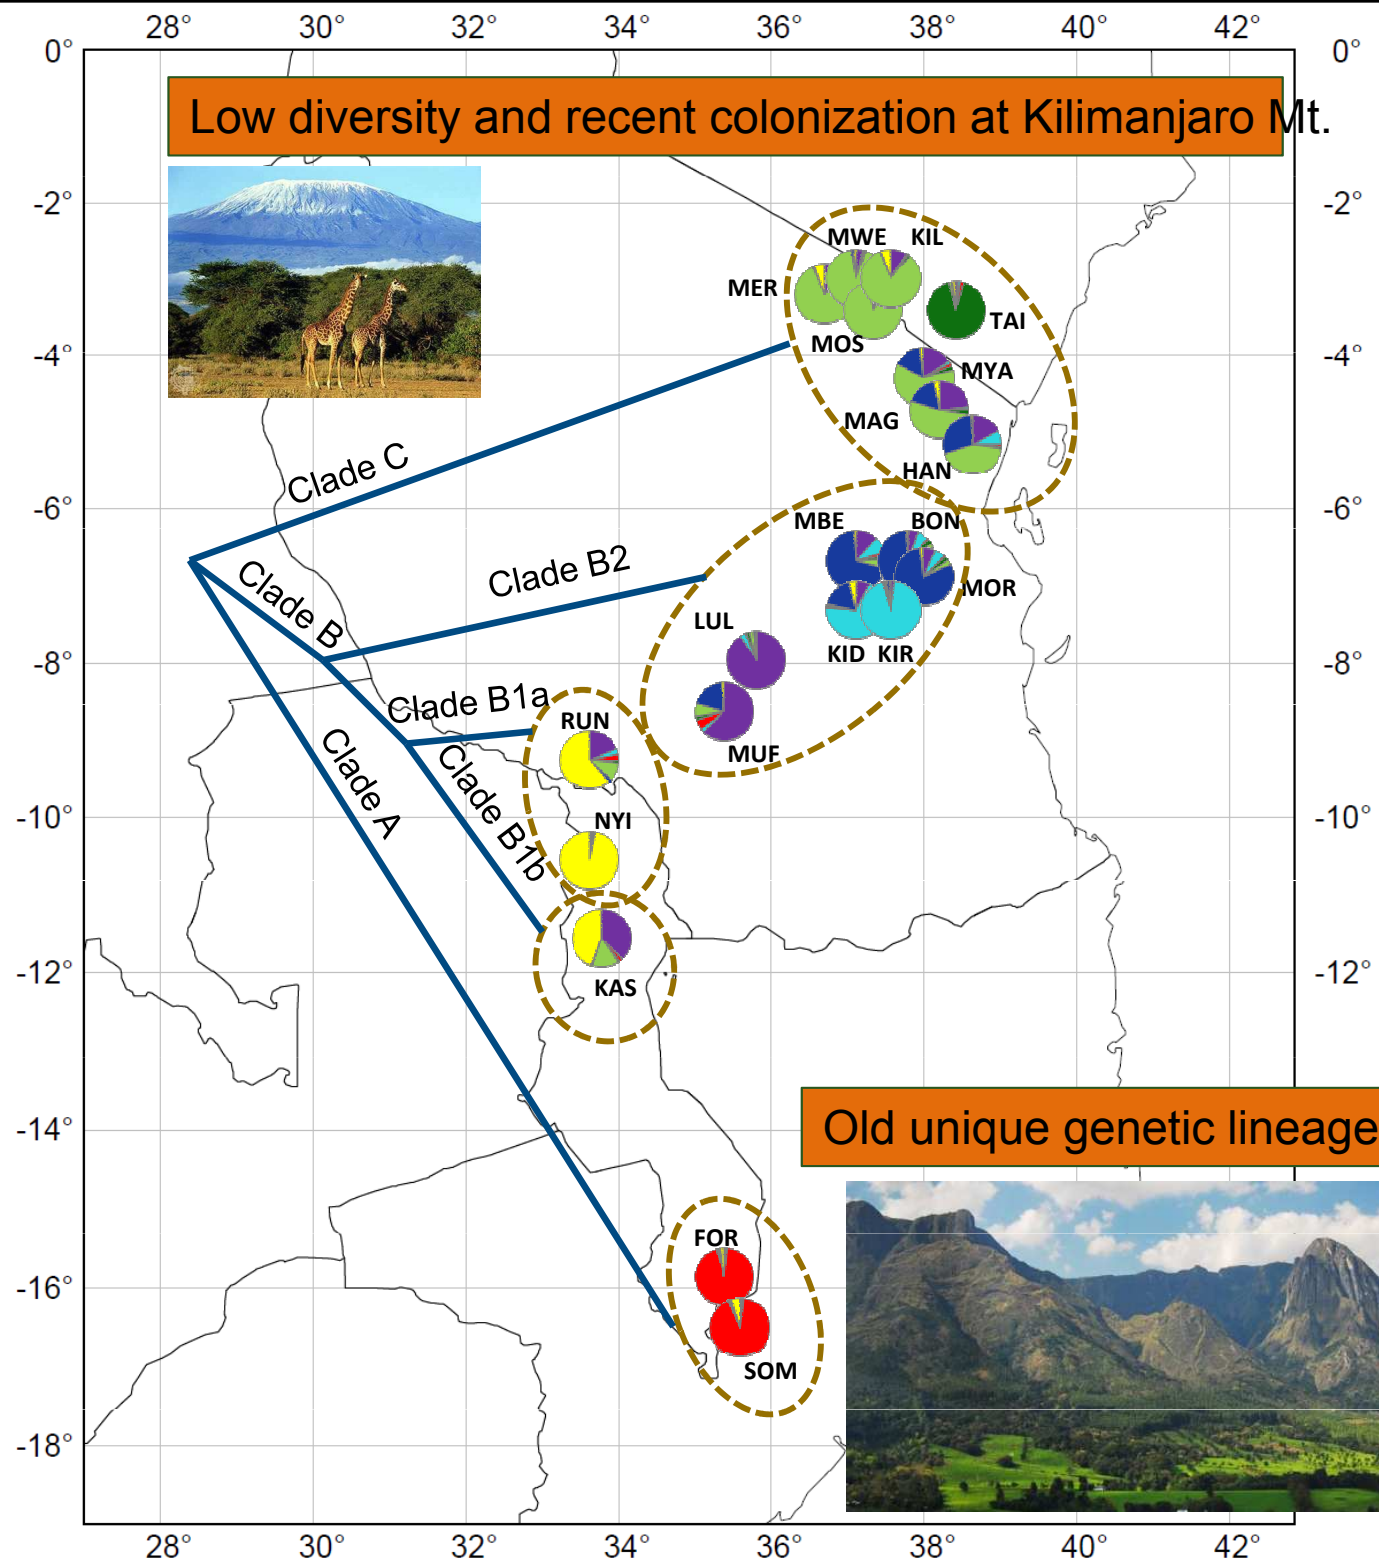 28° 30° 32° 34° 36° 38° 40° 42°
0° 0°
Low diversity and recent colonization at Kilimanjaro Mt.
-2° -2°
MWE KIL
MER
TAI
MOS
-4° -4°
MYA
MAG
Clade C
HAN
-6° -6°
MBE BON
Clade B2
Clade B
MOR
LUL
KID KIR
-8° -8°
Clade B1a
RUN
MUF
Clade A
Clade B1b
-10° -10°
NYI
-12° -12°
KAS
-14°
Old unique genetic lineage
FOR
-16°
SOM
-18°
28° 30° 32° 34° 36° 38° 40° 42°